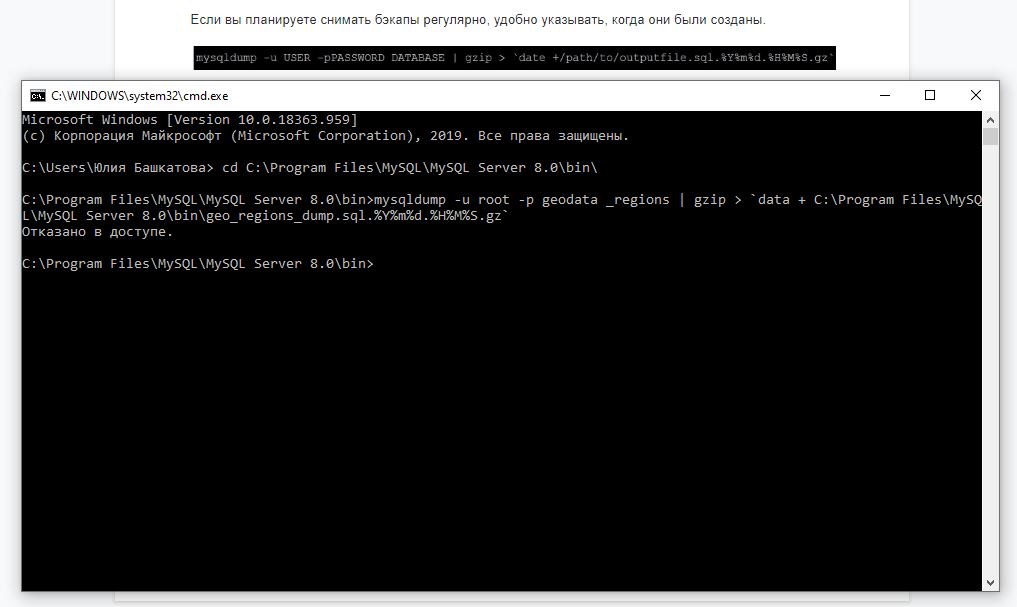 Если вы планируете снимать бэкапы регулярно, удобно указывать, когда они были созданы.
mysqldump -u USER -pPASSWORD DATABASE | gzip > `date +/path/to/outputfile.sql.%Y%m%d.%H%M%S.gz`
C:\WINDOWS\system32\cmd.exe
Microsoft Windows [Version 10.0.18363.959]
(c) Корпорация Майкрософт (Microsoft Corporation), 2019. Все права защищены.
C:\Users\Юлия Башкатова> cd C:\Program Files\MySQL\MySQL Server 8.0\bin\
C:\Program Files\MySQL\MySQL Server 8.0\bin>mysqldump -u root -p geodata _regions | gzip > `data + C:\Program Files\MySQ
L\MySQL Server 8.0\bin\geo_regions_dump.sql.%Y%m%d.%H%M%S.gz`
Отказано в доступе.
C:\Program Files\MySQL\MySQL Server 8.0\bin>